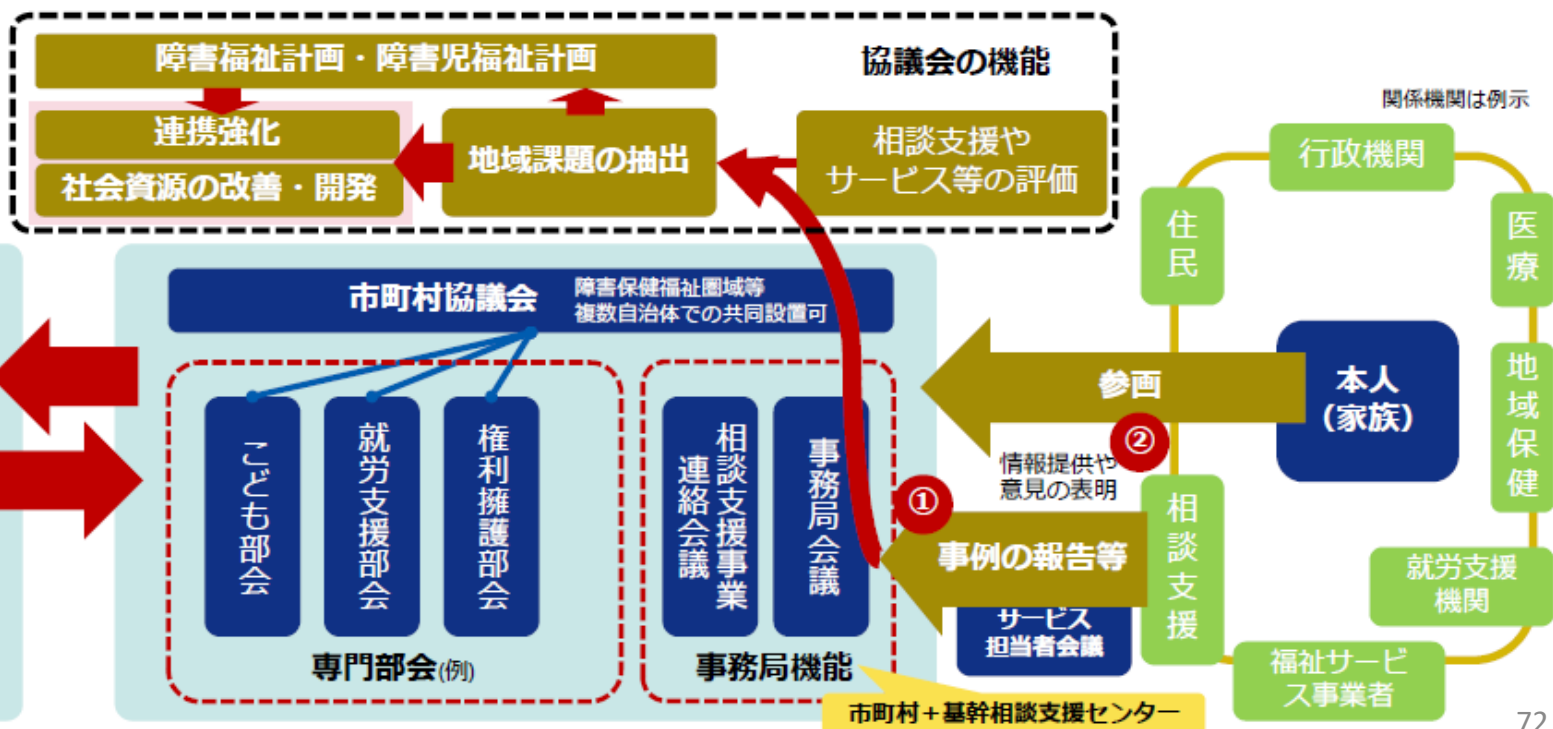 障害福祉計画・障害児福祉計画
協議会の機能
関係機関は例示
連携強化
社会資源の改善・開発
地域課題の抽出
相談支援や
サービス等の評価
行政機関
住民
医療
市町村協議会
障害保健福祉圏域等
複数自治体での共同設置可
こども部会
就労支援部会
権利擁護部会
専門部会(例)
相談支援事業
連絡会議
事務局会議
事務局機能
市町村+基幹相談支援センター
参画
②
本人
(家族)
地域保健
情報提供や
意見の表明
①
事例の報告等
サービス
担当者会議
相談支援
就労支援
機関
福祉サービ
ス事業者
72